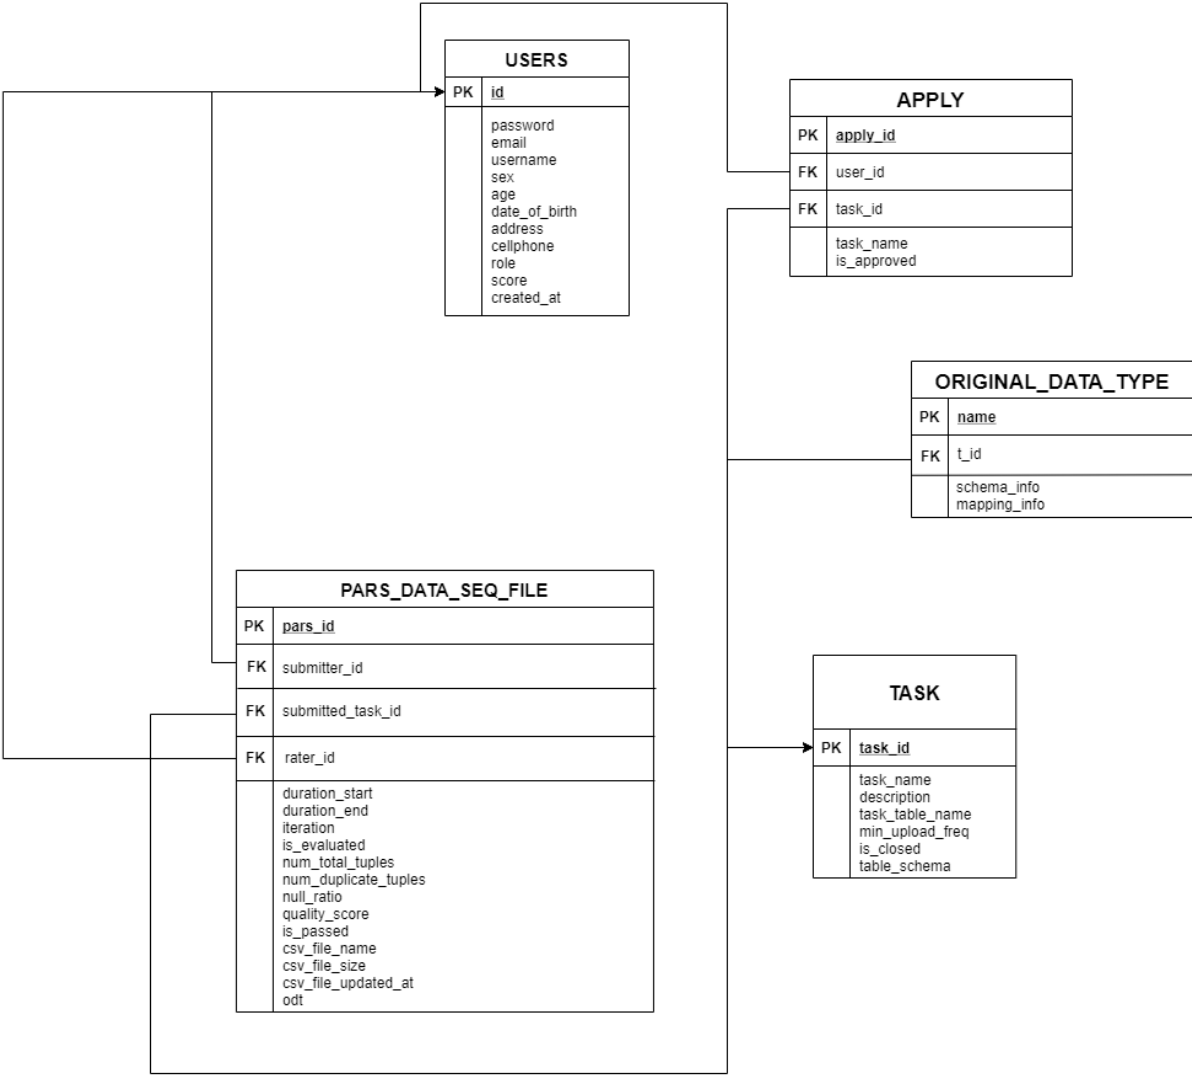 USERS
PK id
password
email
username
sex
age
date_of_birth
address
cellphone
role
score
created_at
APPLY
PK apply_id
FK user_id
FK task_id
task_name
is_approved
ORIGINAL_DATA_TYPE
PK name
FK t_id
schema_info
mapping_info
PARS_DATA_SEQ_FILE
PK pars_id
FK submitter_id
FK submitted_task_id
FK rater_id
duration_start
duration_end
iteration
is_evaluated
num_total_tuples
num_duplicate_tuples
null_ratio
quality_score
is_passed
csv_file_name
csv_file_size
csv_file_updated_at
odt
TASK
PK task_id
task_name
description
task_table_name
min_upload_freq
is_closed
table_schema